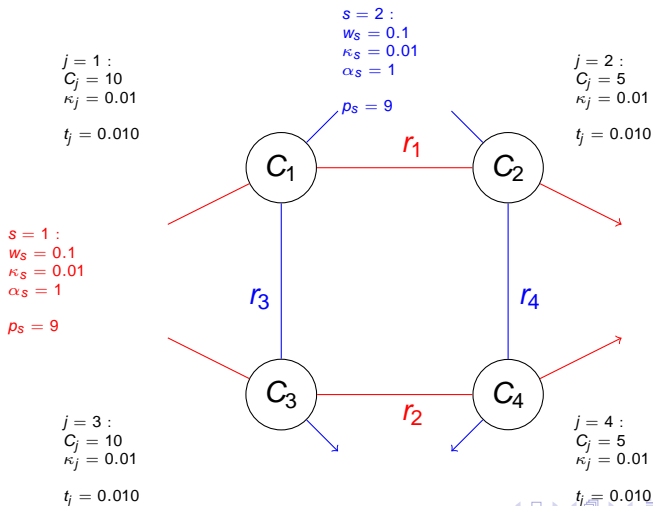 s = 2 :
w_s = 0.1
κ_s = 0.01
α_s = 1
p_s = 9
j = 1 :
C_j = 10
κ_j = 0.01
t_j = 0.010
j = 2 :
C_j = 5
κ_j = 0.01
t_j = 0.010
C_1
r_1
C_2
s = 1 :
w_s = 0.1
κ_s = 0.01
α_s = 1
p_s = 9
r_3
r_4
C_3
r_2
C_4
j = 3 :
C_j = 10
κ_j = 0.01
t_j = 0.010
j = 4 :
C_j = 5
κ_j = 0.01
t_j = 0.010